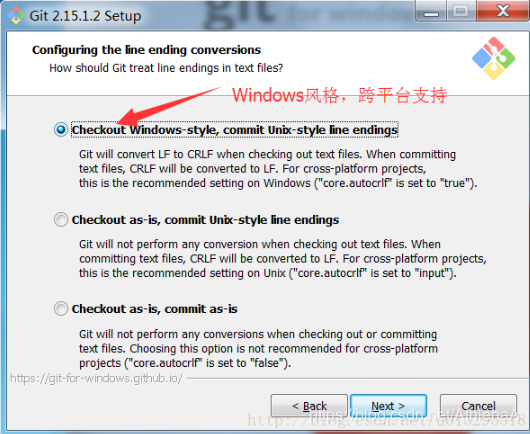 Git 2.15.1.2 Setup
Configuring the line ending conversions
How should Git treat line endings in text files?
Windows风格，跨平台支持
Checkout Windows-style, commit Unix-style line endings
Git will convert LF to CRLF when checking out text files. When committing
text files, CRLF will be converted to LF. For cross-platform projects,
this is the recommended setting on Windows ("core.autocrlf" is set to "true").
Checkout as-is, commit Unix-style line endings
Git will not perform any conversion when checking out text files. When
committing text files, CRLF will be converted to LF. For cross-platform projects,
this is the recommended setting on Unix ("core.autocrlf" is set to "input").
Checkout as-is, commit as-is
Git will not perform any conversions when checking out or committing
text files. Choosing this option is not recommended for cross-platform
projects ("core.autocrlf" is set to "false").
https://git-for-windows.github.io/
< Back
Next >
Cancel